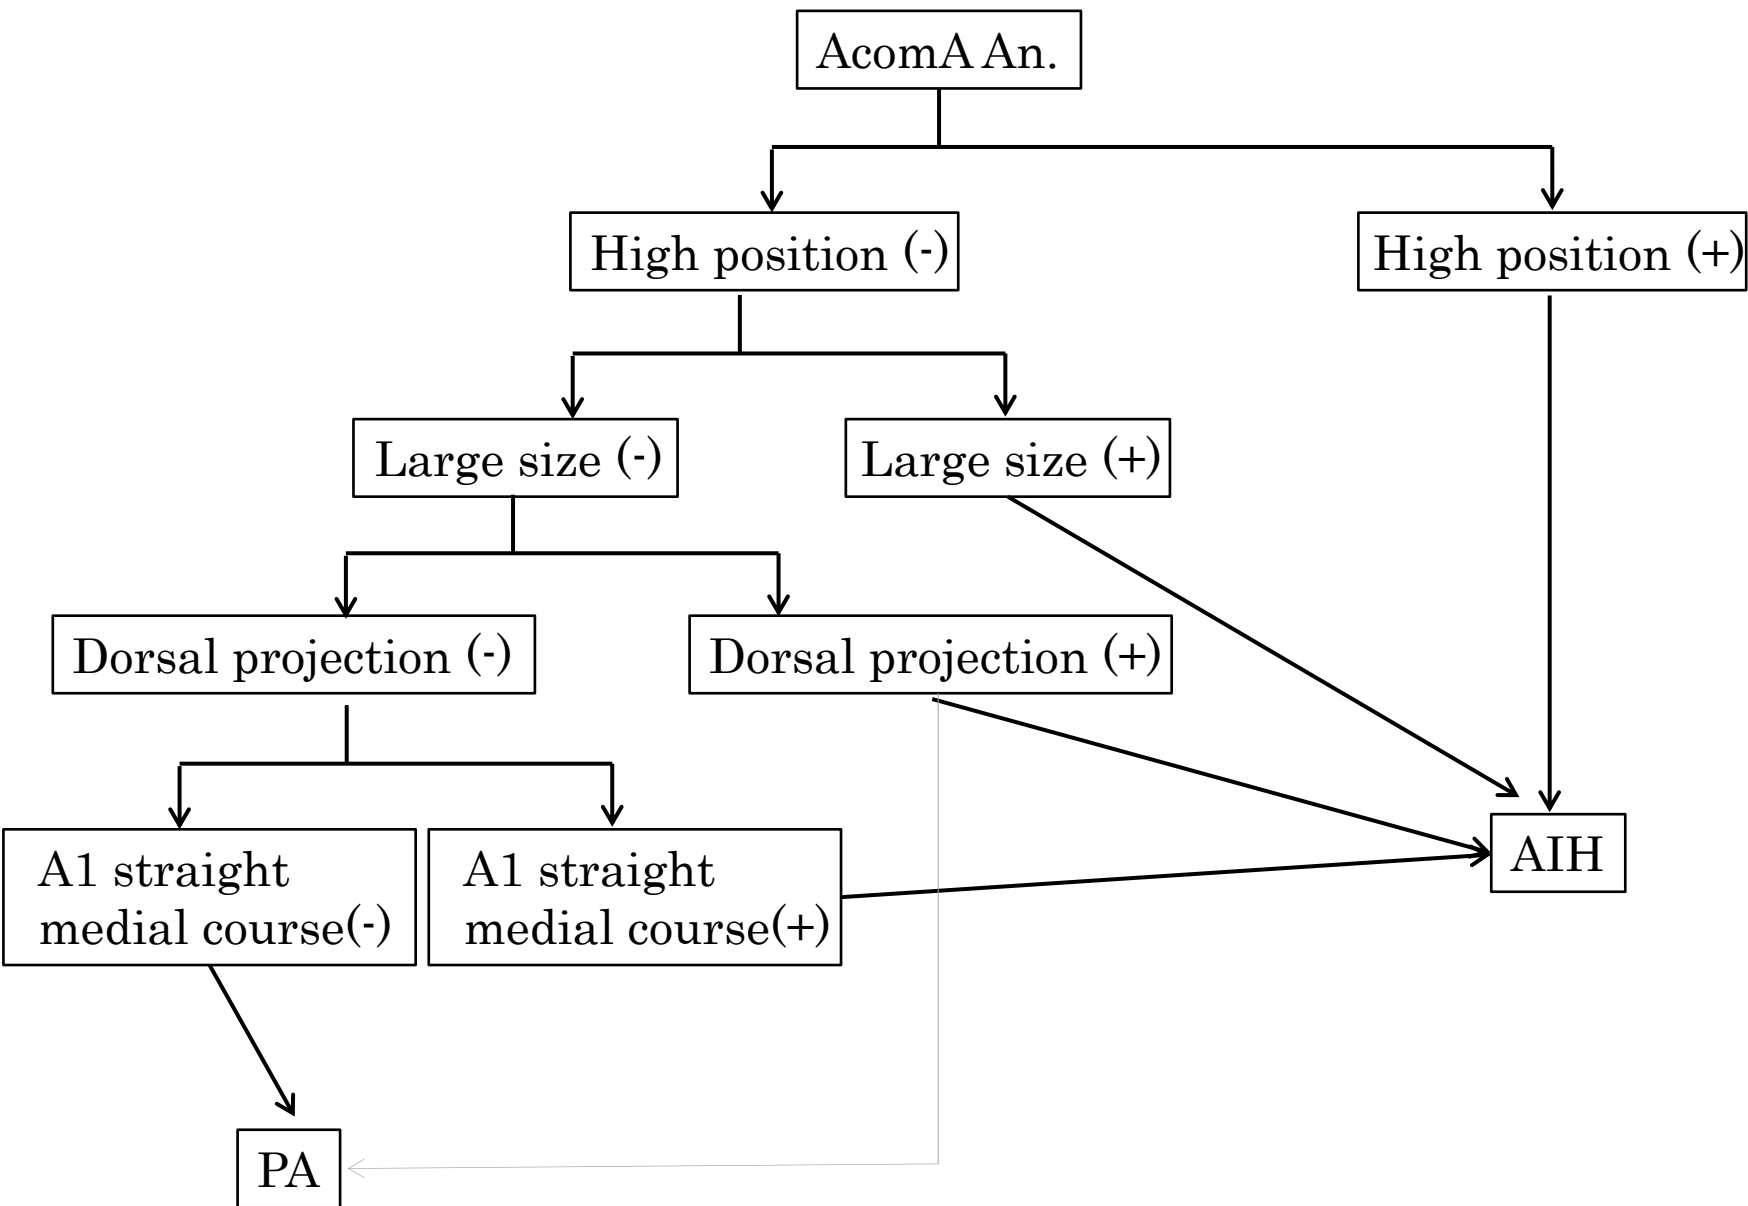 AcomA An.
High position (-)
High position (+)
Large size (-)
Large size (+)
Dorsal projection (-)
Dorsal projection (+)
A1 straight
medial course(-)
A1 straight
medial course(+)
AIH
PA